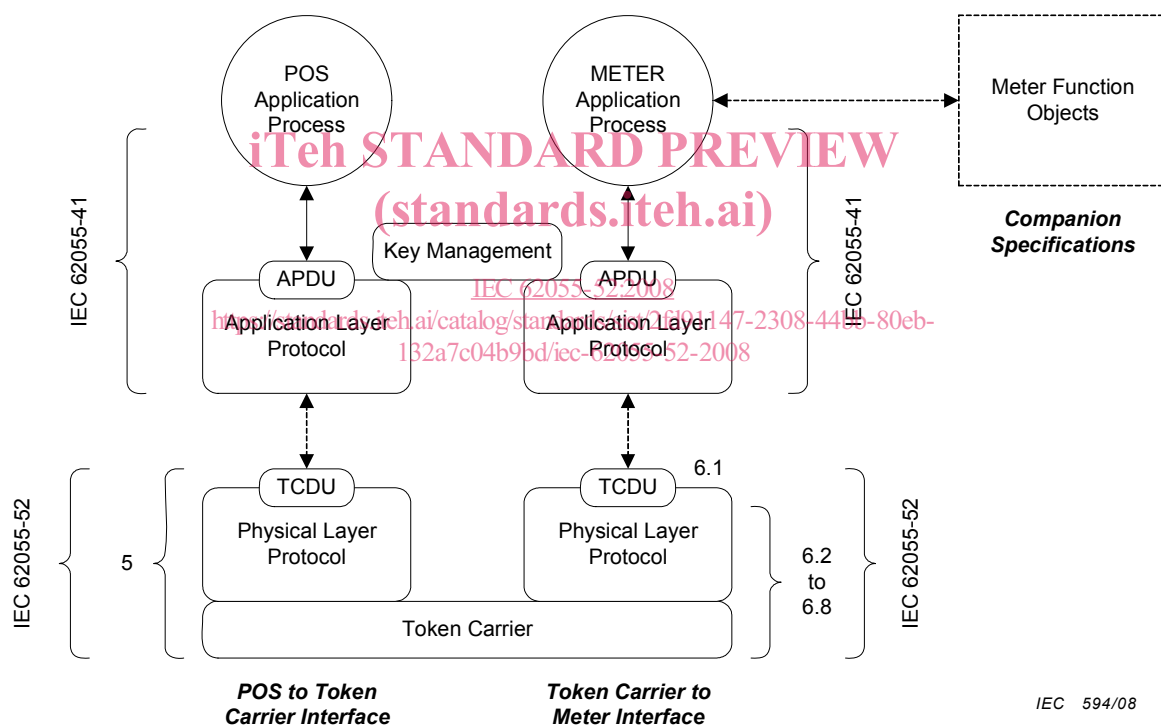 POS
Application
Process
METER
Application
Process
Meter Function
Objects
iTeh STANDARD PREVIEW
(standards.iteh.ai)
Companion
Specifications
IEC 62055-41
IEC 62055-41
Key Management
APDU
APDU
IEC 62055-52:2008
Application Layer
Protocol
Application Layer
Protocol
132a7c04b9bd/iec-62055-52-2008
TCDU
TCDU
6.1
Physical Layer
Protocol
Physical Layer
Protocol
IEC 62055-52
5
6.2
to
6.8
IEC 62055-52
Token Carrier
POS to Token
Carrier Interface
Token Carrier to
Meter Interface
IEC 594/08